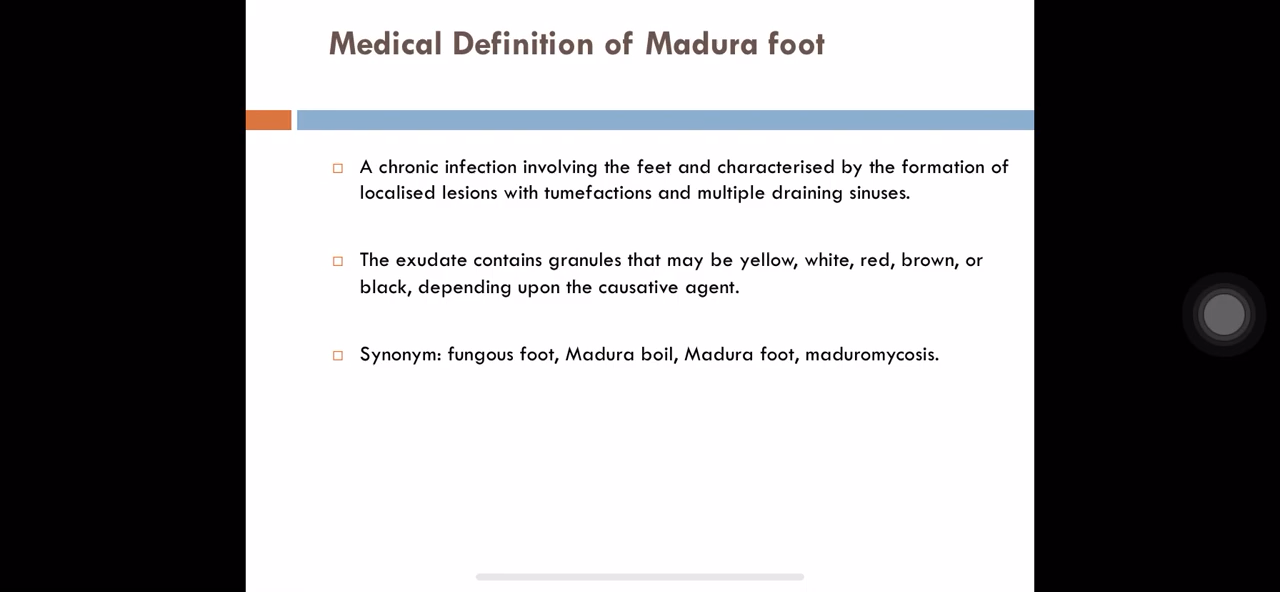 Medical Definition of Madura foot
A chronic infection involving the feet and characterised by the formation of
localised lesions with tumefactions and multiple draining sinuses.
The exudate contains granules that may be yellow, white, red, brown, or
black, depending upon the causative agent.
Synonym: fungous foot, Madura boil, Madura foot, maduromycosis.